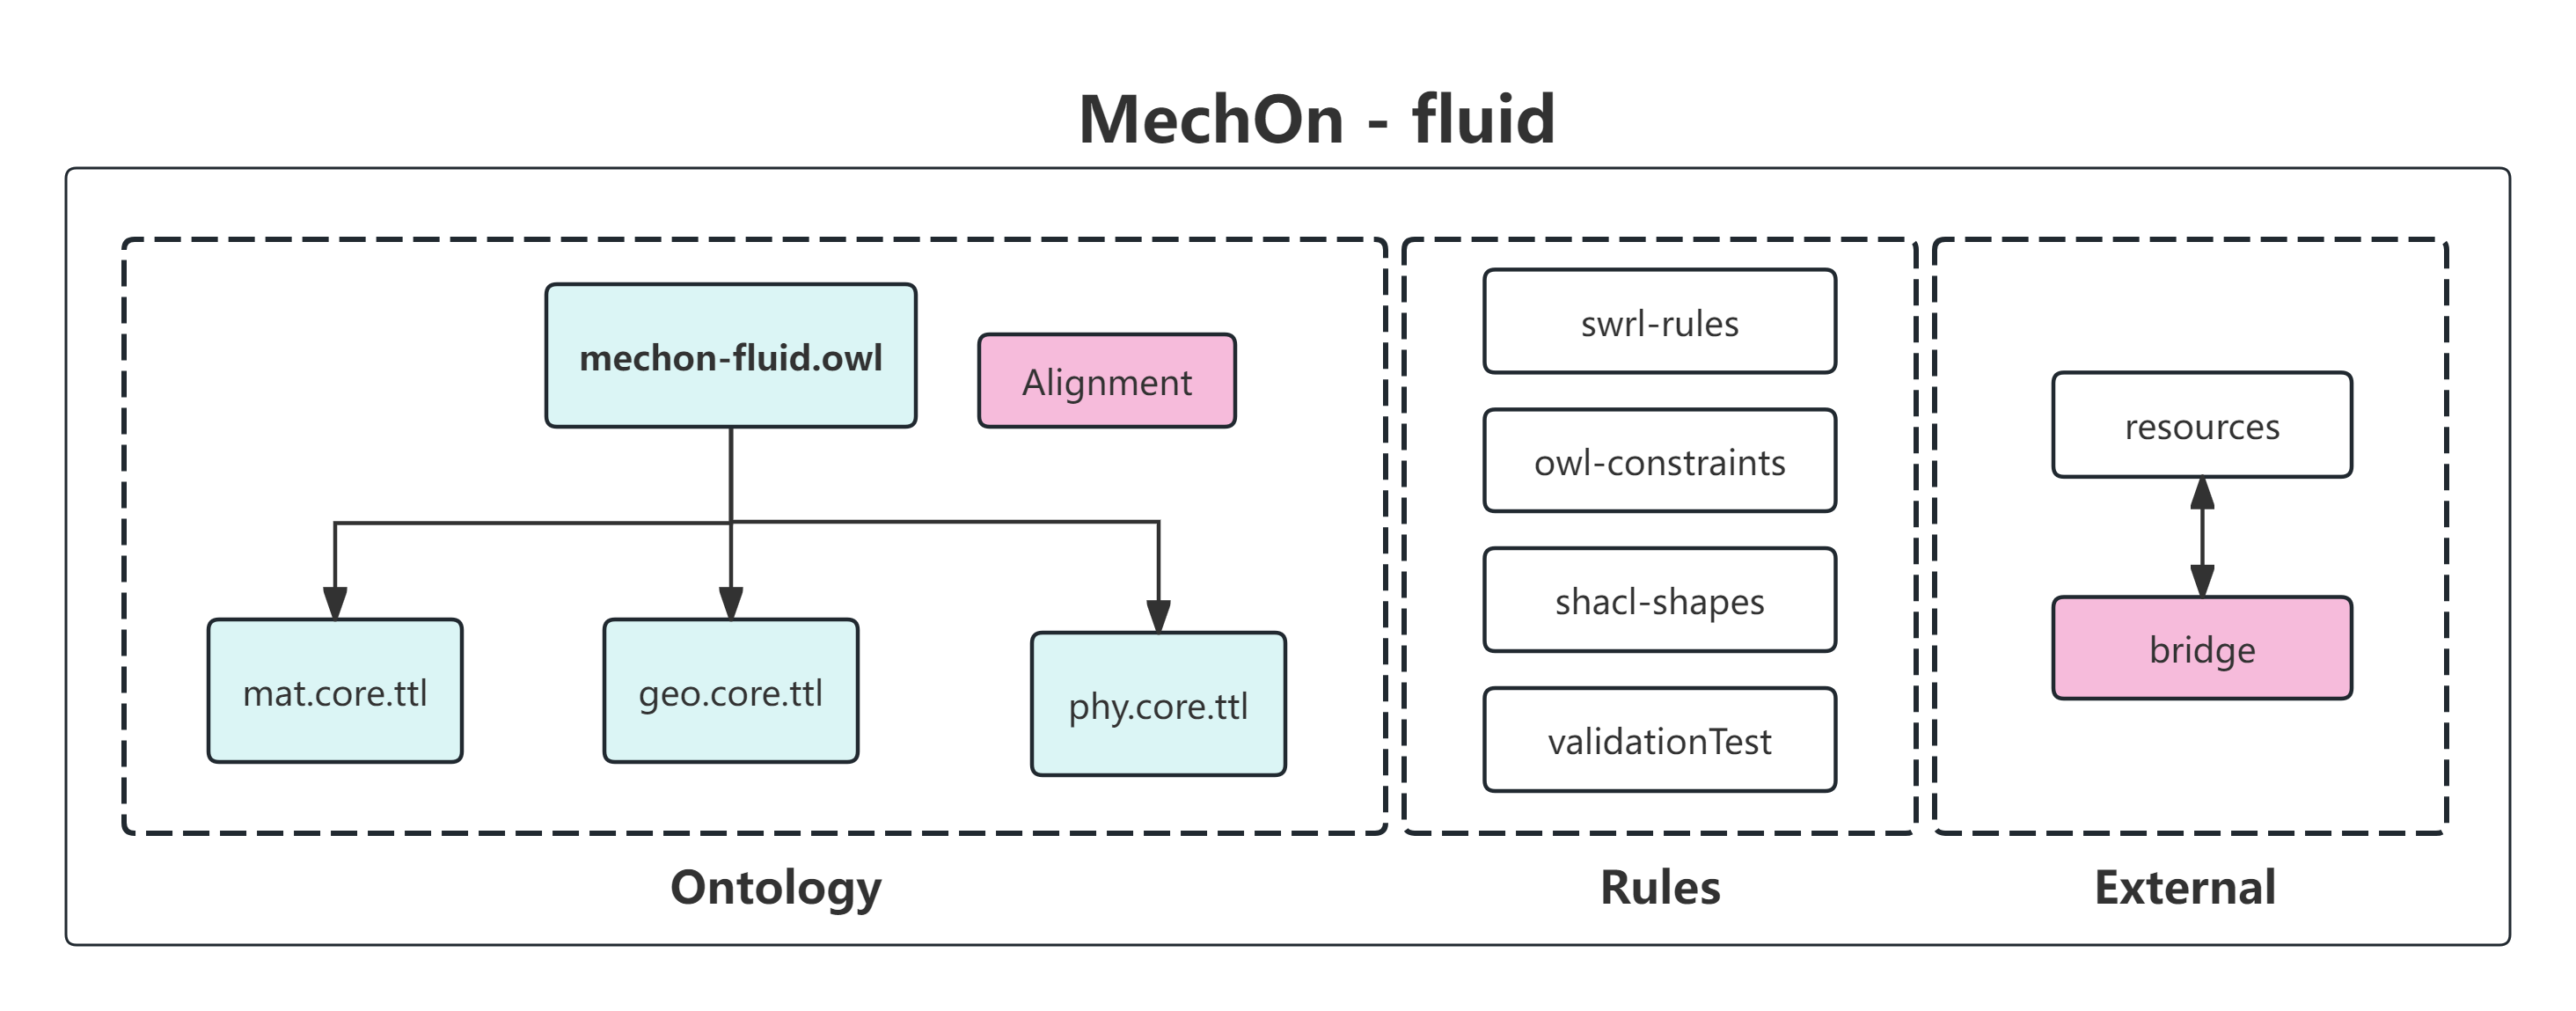 MechOn - fluid
mechon-fluid.owl
Alignment
mat.core.ttl
geo.core.ttl
phy.core.ttl
Ontology
swrl-rules
owl-constraints
shacl-shapes
validationTest
Rules
resources
bridge
External